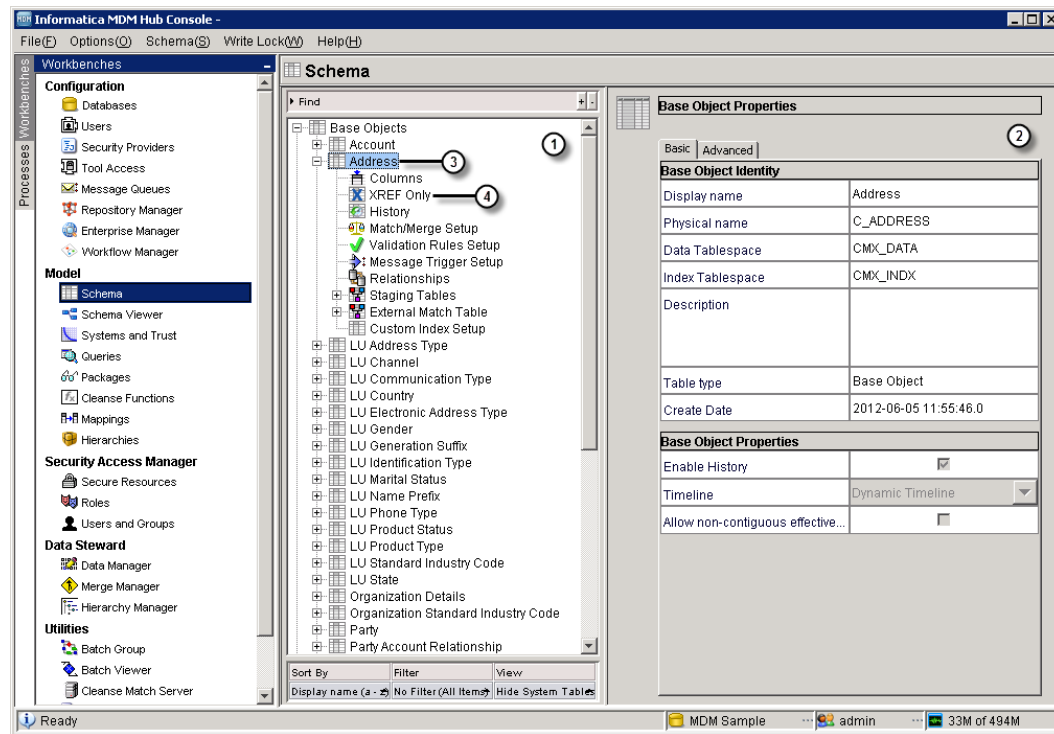 MDM Informatica MDM Hub Console -
File(F) Options(O) Schema(S) Write Lock(W) Help(H)
Processes Workbenches
Workbenches
Configuration
Databases
Users
Security Providers
Tool Access
Message Queues
Repository Manager
Enterprise Manager
Workflow Manager
Model
Schema
Schema Viewer
Systems and Trust
Queries
Packages
Cleanse Functions
Mappings
Hierarchies
Security Access Manager
Secure Resources
Roles
Users and Groups
Data Steward
Data Manager
Merge Manager
Hierarchy Manager
Utilities
Batch Group
Batch Viewer
Cleanse Match Server
Schema
Find + -
1
Base Objects
Account
Address 3
Columns
XREF Only 4
History
Match/Merge Setup
Validation Rules Setup
Message Trigger Setup
Relationships
Staging Tables
External Match Table
Custom Index Setup
LU Address Type
LU Channel
LU Communication Type
LU Country
LU Electronic Address Type
LU Gender
LU Generation Suffix
LU Identification Type
LU Marital Status
LU Name Prefix
LU Phone Type
LU Product Status
LU Product Type
LU Standard Industry Code
LU State
Organization Details
Organization Standard Industry Code
Party
Party Account Relationship
Sort By Filter View
Display name (a - z) No Filter (All Items) Hide System Tables
Base Object Properties
2
Basic Advanced
Base Object Identity
Display name Address
Physical name C_ADDRESS
Data Tablespace CMX_DATA
Index Tablespace CMX_INDX
Description
Table type Base Object
Create Date 2012-06-05 11:55:46.0
Base Object Properties
Enable History
Timeline Dynamic Timeline
Allow non-contiguous effective...
Ready MDM Sample ... admin ... 33M of 494M